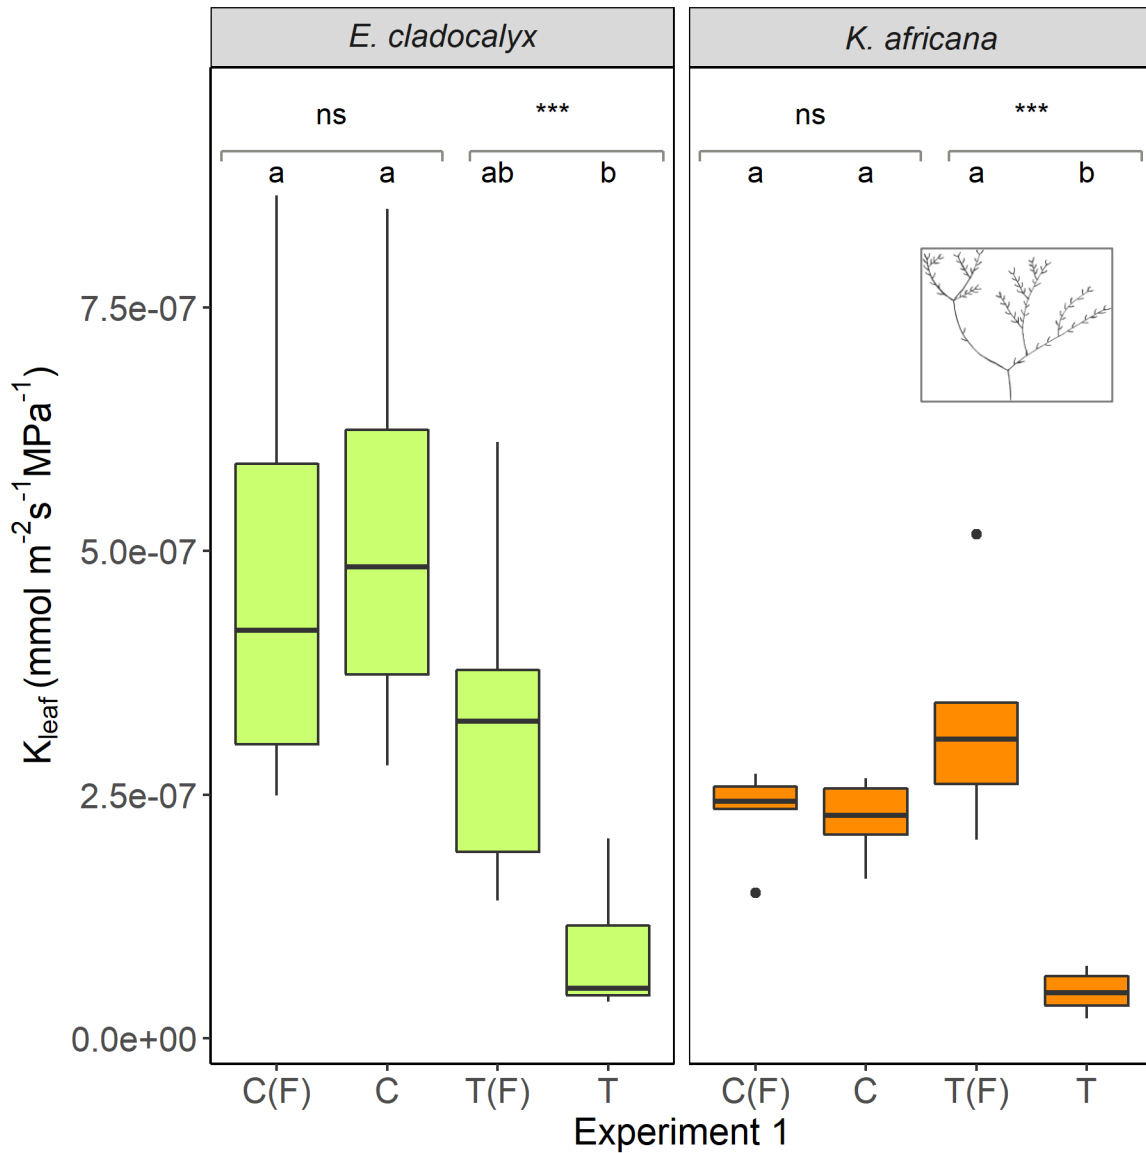 E. cladocalyx K. africana
ns *** ns ***
a a ab b a a a b
7.5e-07
5.0e-07
2.5e-07
0.0e+00
K_leaf (mmol m⁻²s⁻¹MPa⁻¹)
C(F) C T(F) T C(F) C T(F) T
Experiment 1